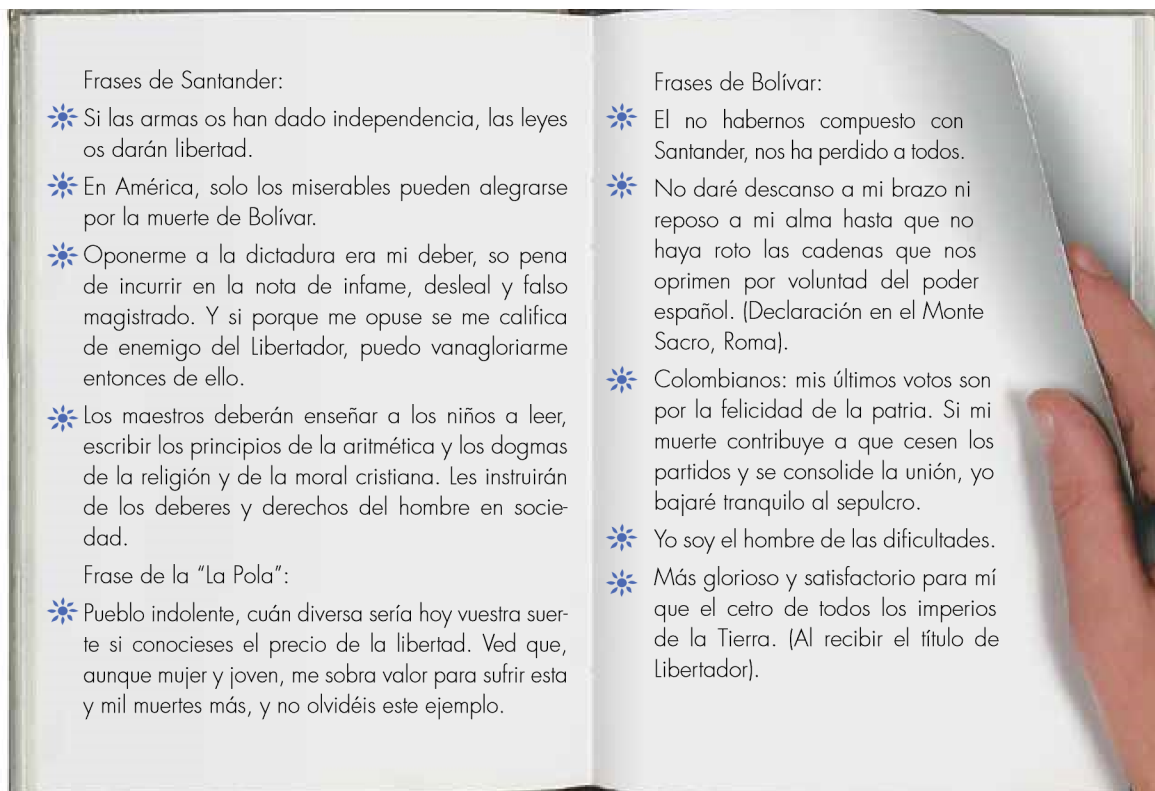 Frases de Santander:
Si las armas os han dado independencia, las leyes
os darán libertad.
En América, solo los miserables pueden alegrarse
por la muerte de Bolívar.
Oponerme a la dictadura era mi deber, so pena
de incurrir en la nota de infame, desleal y falso
magistrado. Y si porque me opuse se me califica
de enemigo del Libertador, puedo vanagloriarme
entonces de ello.
Los maestros deberán enseñar a los niños a leer,
escribir los principios de la aritmética y los dogmas
de la religión y de la moral cristiana. Les instruirán
de los deberes y derechos del hombre en socie-
dad.
Frase de la “La Pola”:
Pueblo indolente, cuán diversa sería hoy vuestra suer-
te si conocieses el precio de la libertad. Ved que,
aunque mujer y joven, me sobra valor para sufrir esta
y mil muertes más, y no olvidéis este ejemplo.
Frases de Bolívar:
El no habernos compuesto con
Santander, nos ha perdido a todos.
No daré descanso a mi brazo ni
reposo a mi alma hasta que no
haya roto las cadenas que nos
oprimen por voluntad del poder
español. (Declaración en el Monte
Sacro, Roma).
Colombianos: mis últimos votos son
por la felicidad de la patria. Si mi
muerte contribuye a que cesen los
partidos y se consolide la unión, yo
bajaré tranquilo al sepulcro.
Yo soy el hombre de las dificultades.
Más glorioso y satisfactorio para mí
que el cetro de todos los imperios
de la Tierra. (Al recibir el título de
Libertador).